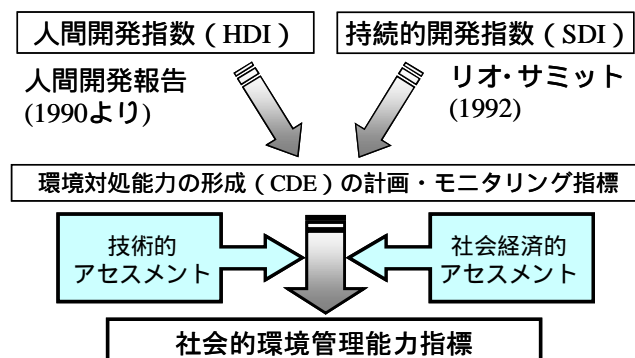 人間開発指数（HDI）
持続的開発指数（SDI）
人間開発報告
(1990より)
リオ・サミット
(1992)
環境対処能力の形成（CDE）の計画・モニタリング指標
技術的
アセスメント
社会経済的
アセスメント
社会的環境管理能力指標